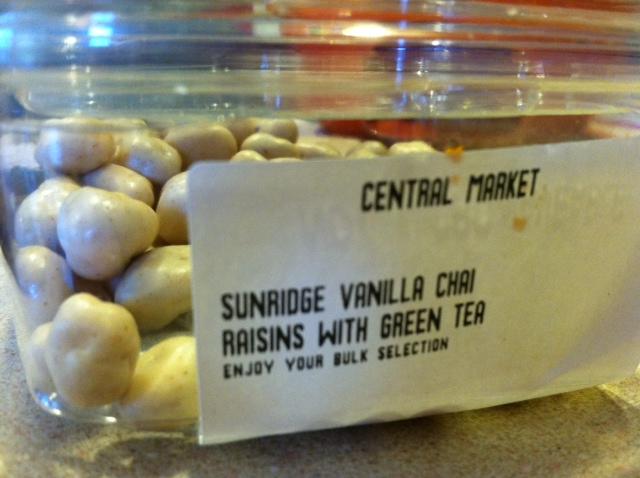 CENTRAL MARKET
SUNRIDGE VANILLA CHAI
RAISINS WITH GREEN TEA
ENJOY YOUR BULK SELECTION